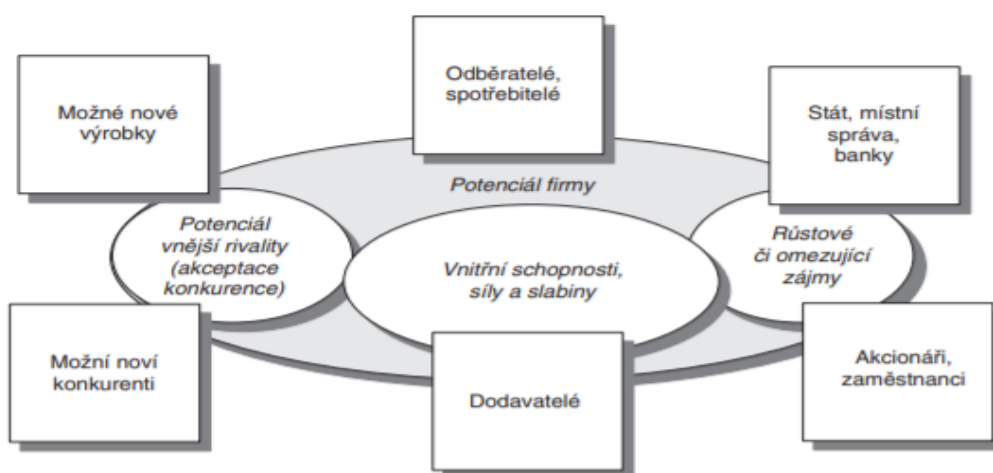 Odběratelé,
spotřebitelé
Možné nové
výrobky
Stát, místní
správa,
banky
Potenciál firmy
Potenciál
vnější rivality
(akceptace
konkurence)
Vnitřní schopnosti,
síly a slabiny
Růstové
či omezující
zájmy
Možní noví
konkurenti
Dodavatelé
Akcionáři,
zaměstnanci